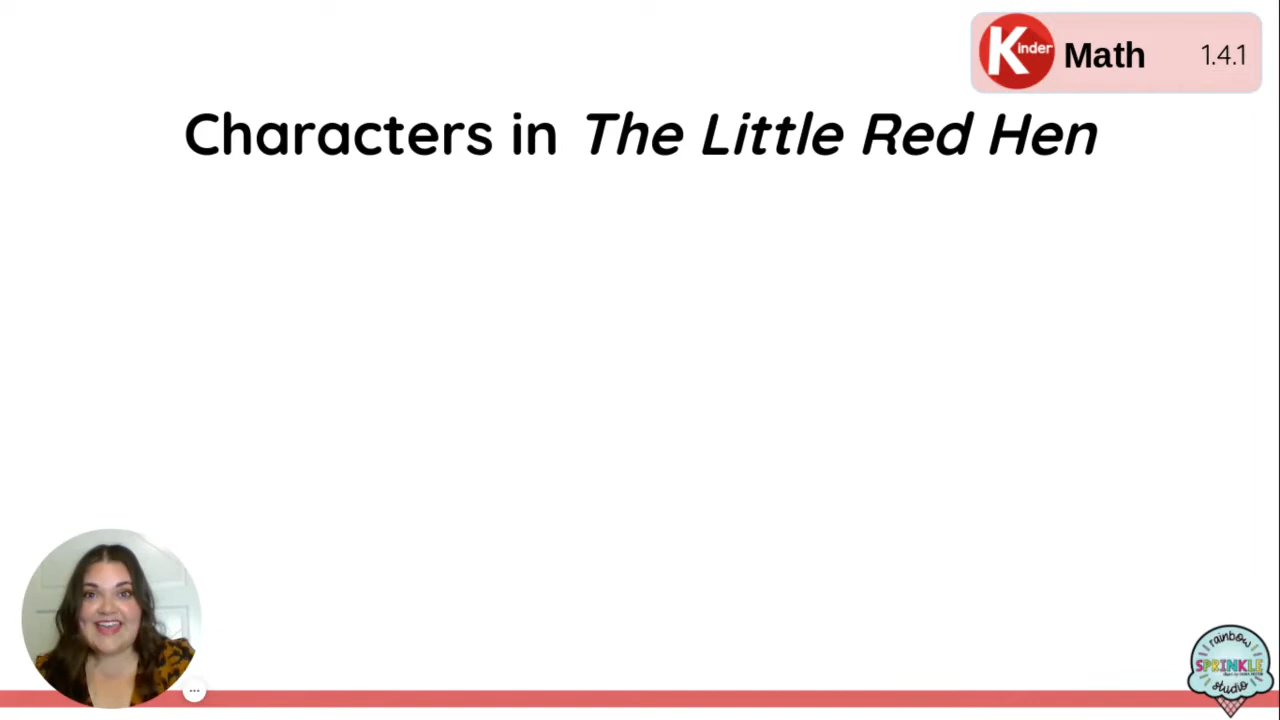 Kinder Math 1.4.1
Characters in The Little Red Hen
rainbow
SPRINKLE
studio